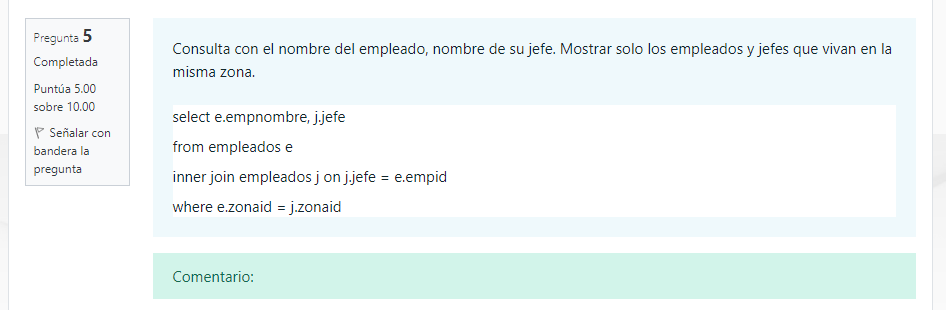 Pregunta 5
Completada
Puntúa 5.00
sobre 10.00
Señalar con
bandera la
pregunta
Consulta con el nombre del empleado, nombre de su jefe. Mostrar solo los empleados y jefes que vivan en la
misma zona.
select e.empnombre, j.jefe
from empleados e
inner join empleados j on j.jefe = e.empid
where e.zonaid = j.zonaid
Comentario: